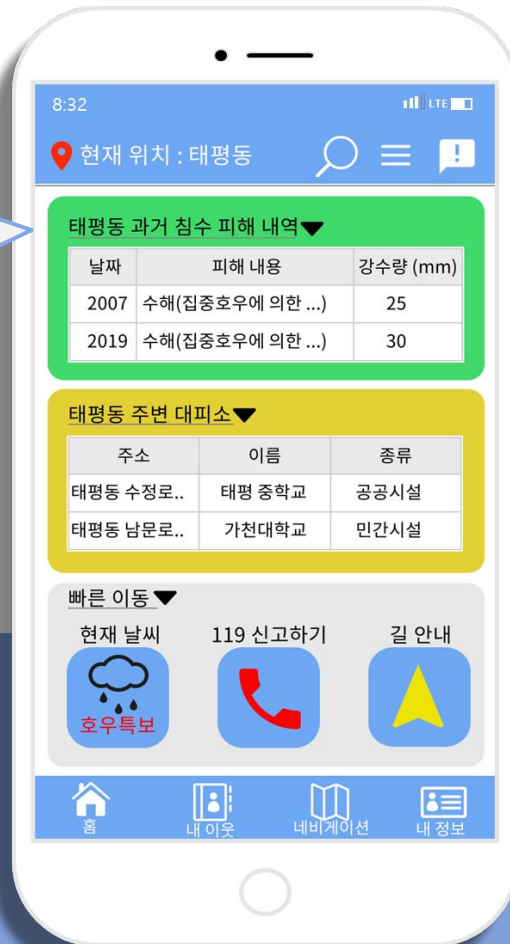 8:32 LTE
현재 위치 : 태평동
태평동 과거 침수 피해 내역
날짜 피해 내용 강수량 (mm)
2007 수해(집중호우에 의한 ...) 25
2019 수해(집중호우에 의한 ...) 30
태평동 주변 대피소
주소 이름 종류
태평동 수정로.. 태평 중학교 공공시설
태평동 남문로.. 가천대학교 민간시설
빠른 이동
현재 날씨 119 신고하기 길 안내
호우특보
홈 내 이웃 네비게이션 내 정보